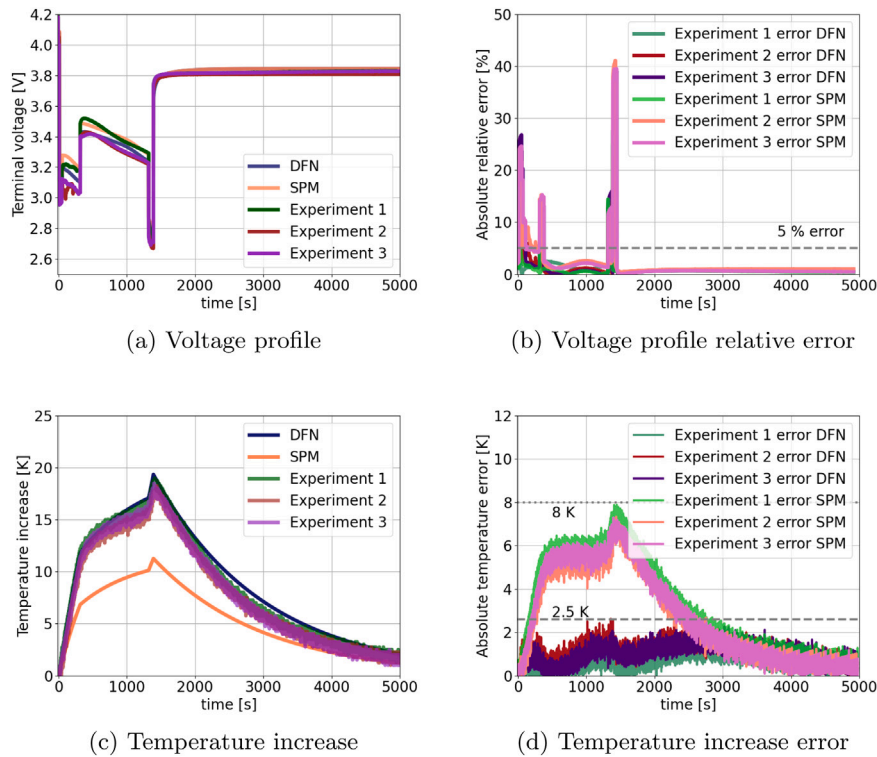 4.2
4.0
3.8
3.6
3.4
3.2
3.0
2.8
2.6
Terminal voltage [V]
DFN
SPM
Experiment 1
Experiment 2
Experiment 3
0 1000 2000 3000 4000 5000
time [s]
(a) Voltage profile
50
40
30
20
10
0
Absolute relative error [%]
Experiment 1 error DFN
Experiment 2 error DFN
Experiment 3 error DFN
Experiment 1 error SPM
Experiment 2 error SPM
Experiment 3 error SPM
5 % error
0 1000 2000 3000 4000 5000
time [s]
(b) Voltage profile relative error
25
20
15
10
5
0
Temperature increase [K]
DFN
SPM
Experiment 1
Experiment 2
Experiment 3
0 1000 2000 3000 4000 5000
time [s]
(c) Temperature increase
12
10
8
6
4
2
0
Absolute temperature error [K]
Experiment 1 error DFN
Experiment 2 error DFN
Experiment 3 error DFN
Experiment 1 error SPM
Experiment 2 error SPM
Experiment 3 error SPM
8 K
2.5 K
0 1000 2000 3000 4000 5000
time [s]
(d) Temperature increase error